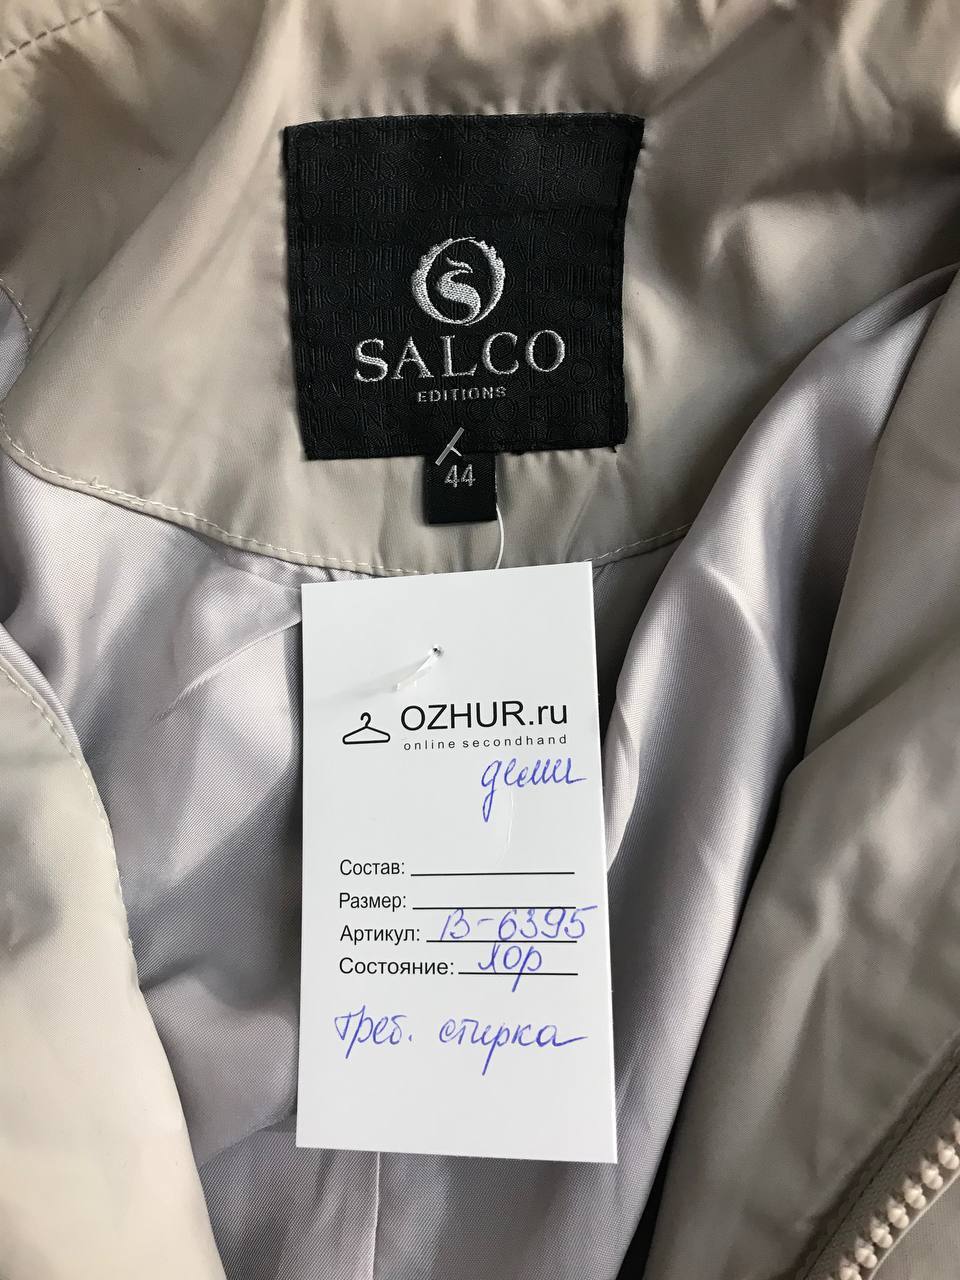 SALCO
EDITIONS
44
OZHUR.ru
online secondhand
деми
Состав:
Размер:
Артикул: В-6395
Состояние: хор
треб. стирка